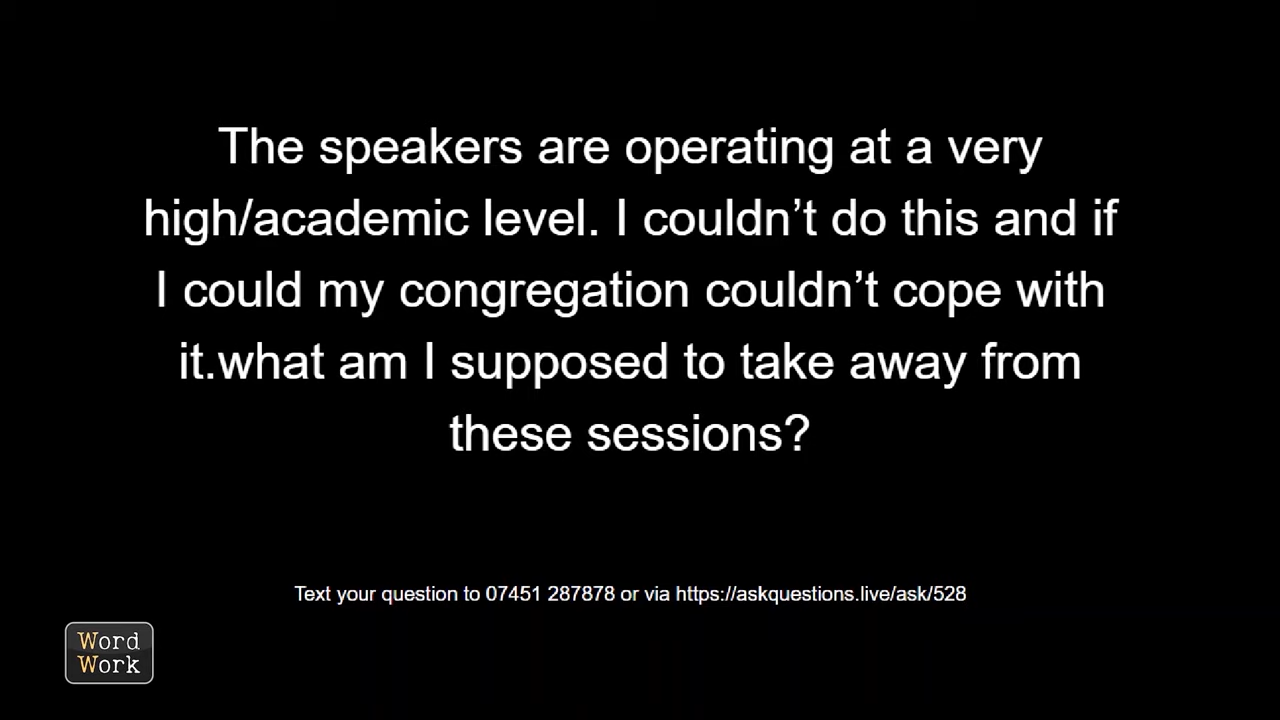 The speakers are operating at a very
high/academic level. I couldn’t do this and if
I could my congregation couldn’t cope with
it.what am I supposed to take away from
these sessions?
Text your question to 07451 287878 or via https://askquestions.live/ask/528
Word
Work